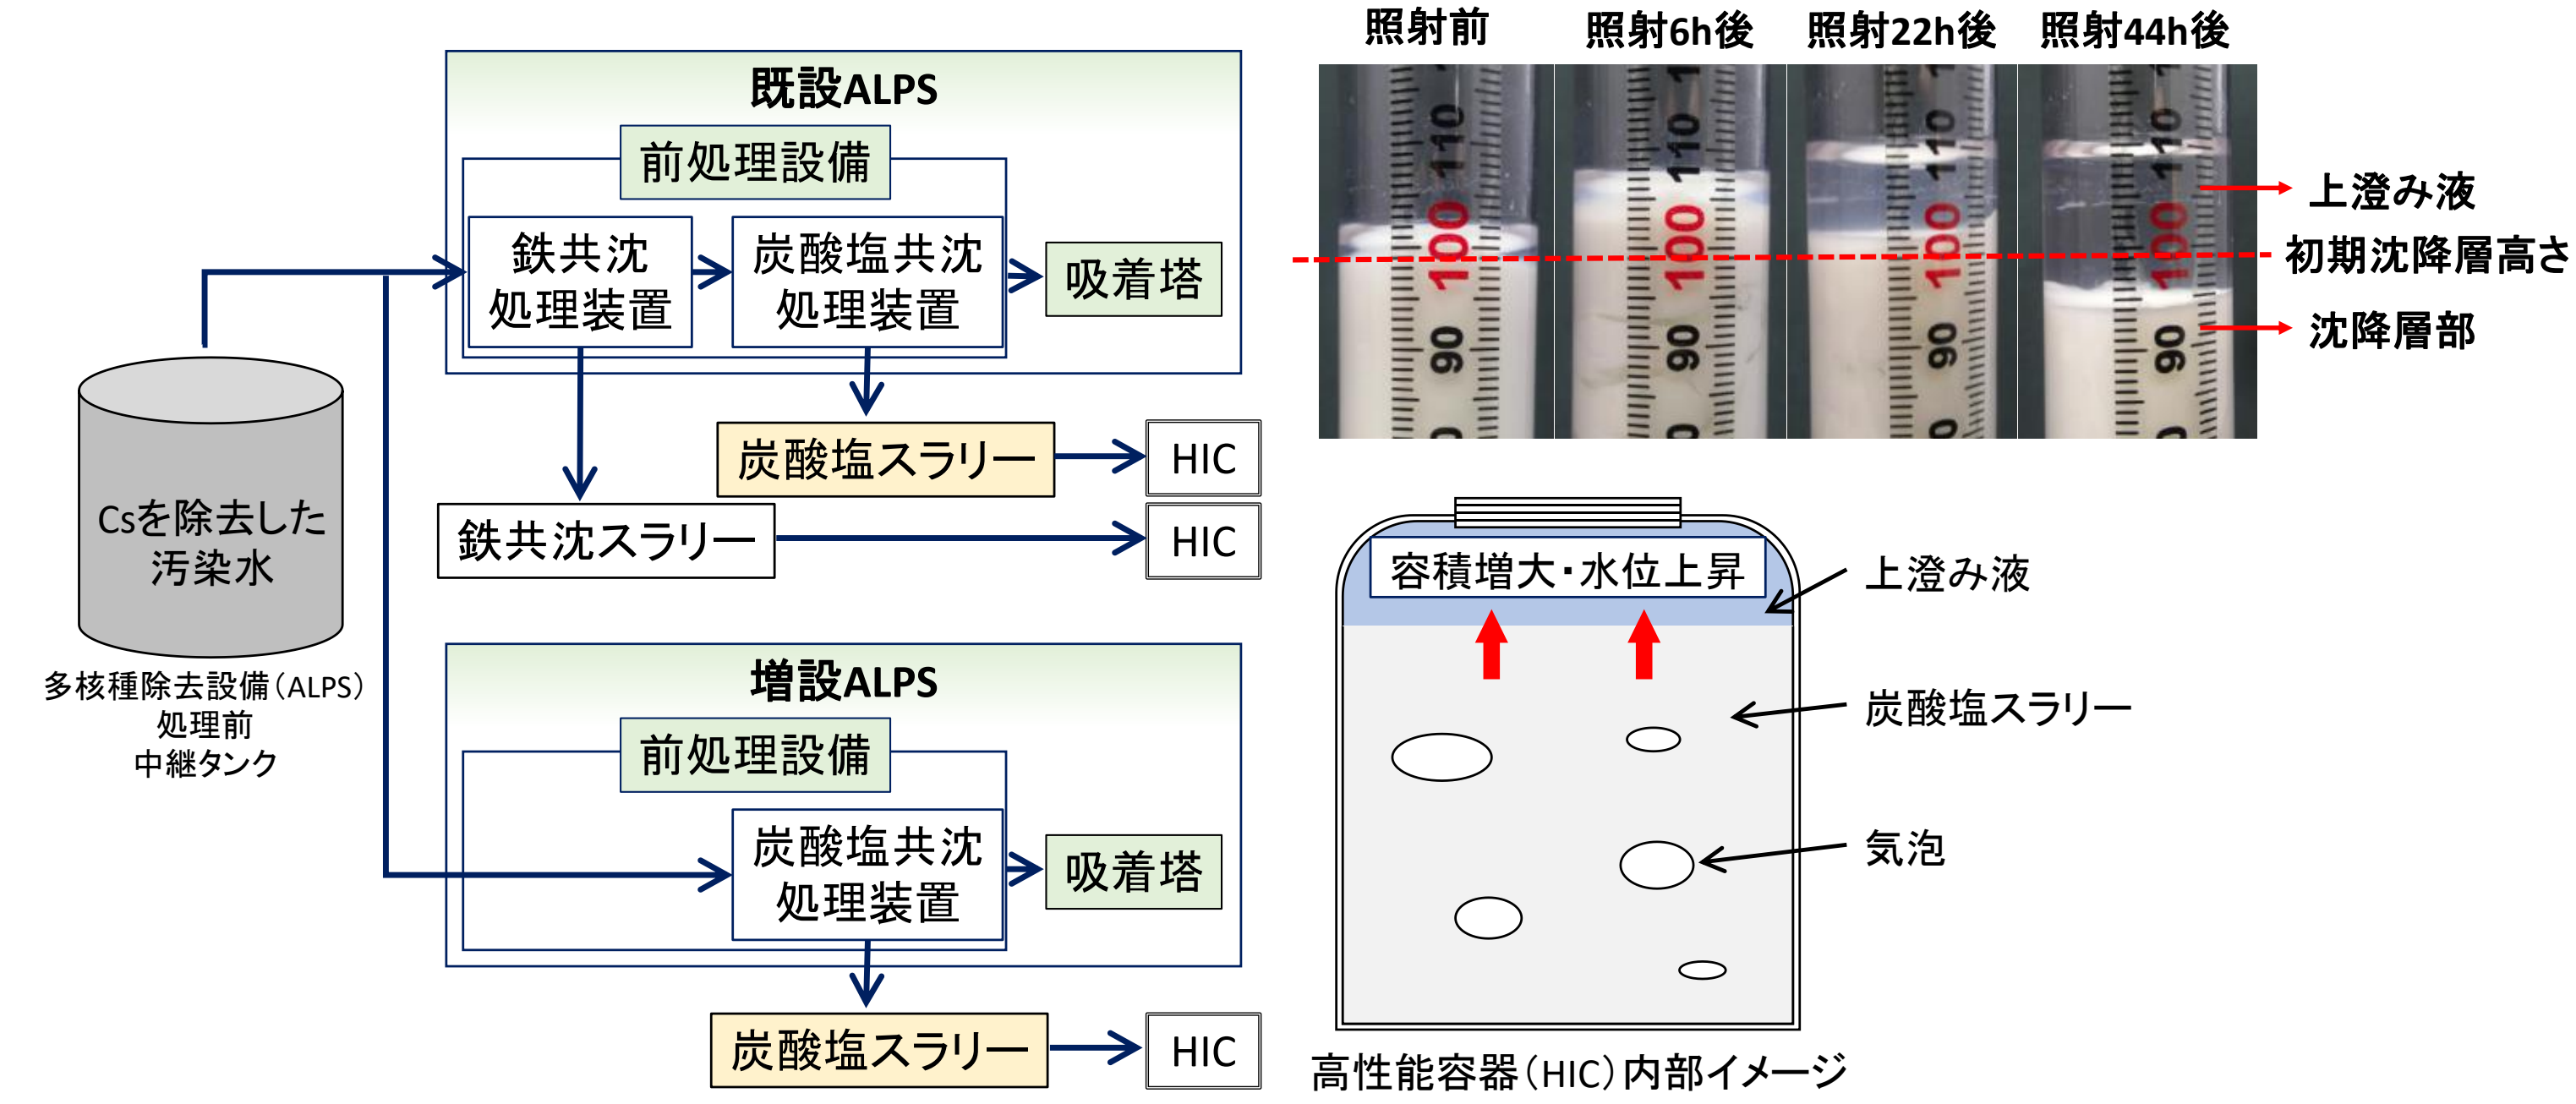 既設ALPS
前処理設備
鉄共沈
処理装置
炭酸塩共沈
処理装置
吸着塔
炭酸塩スラリー
HIC
鉄共沈スラリー
HIC
Csを除去した
汚染水
多核種除去設備（ALPS）
処理前
中継タンク
増設ALPS
前処理設備
炭酸塩共沈
処理装置
吸着塔
炭酸塩スラリー
HIC
照射前
照射6h後
照射22h後
照射44h後
110
100
90
110
100
90
110
100
90
110
100
90
上澄み液
初期沈降層高さ
沈降層部
容積増大・水位上昇
上澄み液
炭酸塩スラリー
気泡
高性能容器（HIC）内部イメージ